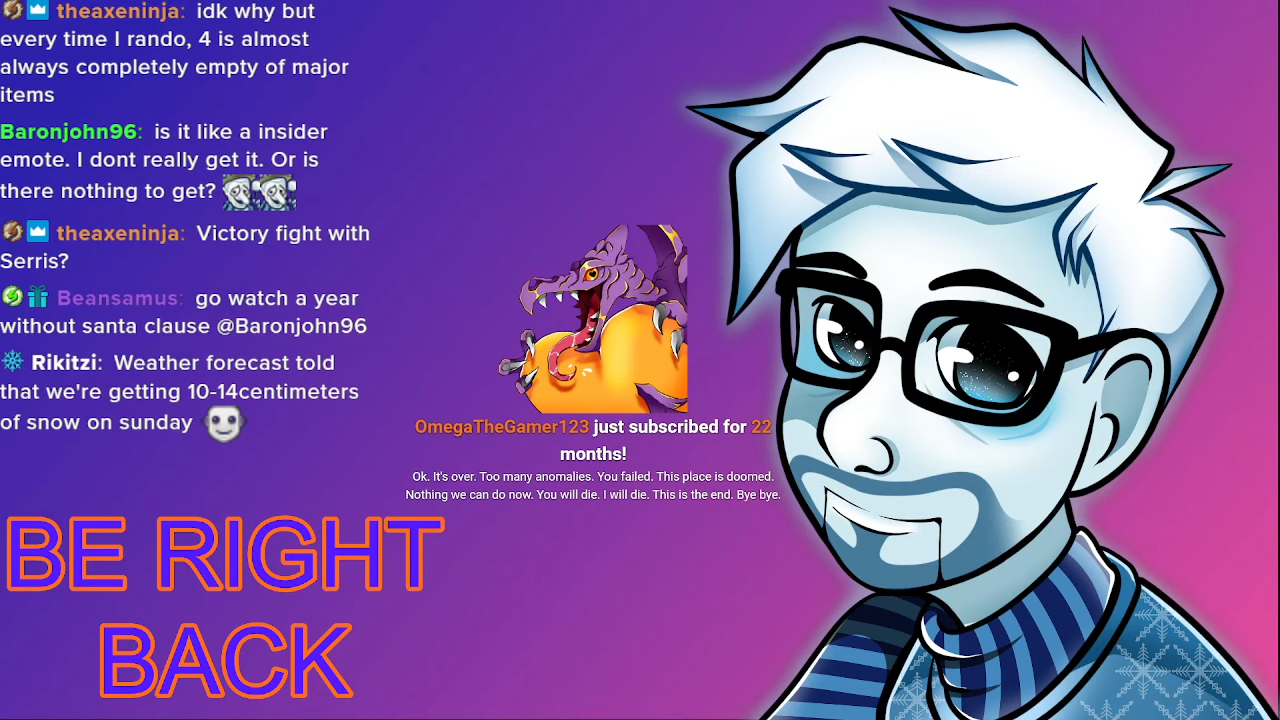 theaxeninja: idk why but
every time I rando, 4 is almost
always completely empty of major
items
Baronjohn96: is it like a insider
emote. I dont really get it. Or is
there nothing to get?
theaxeninja: Victory fight with
Serris?
Beansamus: go watch a year
without santa clause @Baronjohn96
Rikitzi: Weather forecast told
that we're getting 10-14centimeters
of snow on sunday
OmegaTheGamer123 just subscribed for 22
months!
Ok. It's over. Too many anomalies. You failed. This place is doomed.
Nothing we can do now. You will die. I will die. This is the end. Bye bye.
BE RIGHT
BACK